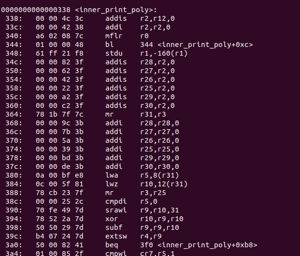 0000000000000338 <inner_print_poly>:
338: 00 00 4c 3c addis r2,r12,0
33c: 00 00 42 38 addi r2,r2,0
340: a6 02 08 7c mflr r0
344: 01 00 00 48 bl 344 <inner_print_poly+0xc>
348: 61 ff 21 f8 stdu r1,-160(r1)
34c: 00 00 82 3f addis r28,r2,0
350: 00 00 62 3f addis r27,r2,0
354: 00 00 42 3f addis r26,r2,0
358: 00 00 22 3f addis r25,r2,0
35c: 00 00 a2 3f addis r29,r2,0
360: 00 00 c2 3f addis r30,r2,0
364: 78 1b 7f 7c mr r31,r3
368: 00 00 9c 3b addi r28,r28,0
36c: 00 00 7b 3b addi r27,r27,0
370: 00 00 5a 3b addi r26,r26,0
374: 00 00 39 3b addi r25,r25,0
378: 00 00 bd 3b addi r29,r29,0
37c: 00 00 de 3b addi r30,r30,0
380: 0a 00 bf e8 lwa r5,8(r31)
384: 0c 00 5f 81 lwz r10,12(r31)
388: 78 cb 23 7f mr r3,r25
38c: 00 00 25 2c cmpdi r5,0
390: 70 fe 49 7d srawi r9,r10,31
394: 78 52 2a 7d xor r10,r9,r10
398: 50 50 29 7d subf r9,r9,r10
39c: b4 07 24 7d extsw r4,r9
3a0: 50 00 82 41 beq 3f0 <inner_print_poly+0xb8>
3a4: 01 00 85 2f cmpwi cr7,r5,1